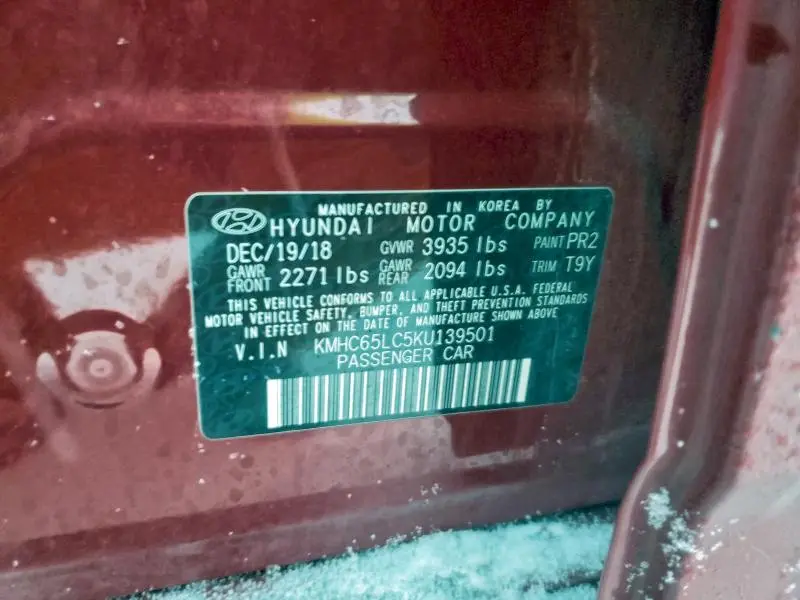 MANUFACTURED IN KOREA BY
HYUNDAI MOTOR COMPANY
DEC/19/18 GVWR 3935 lbs PAINT PR2
GAWR FRONT 2271 lbs GAWR REAR 2094 lbs TRIM T9Y
THIS VEHICLE CONFORMS TO ALL APPLICABLE U.S.A. FEDERAL
MOTOR VEHICLE SAFETY, BUMPER, AND THEFT PREVENTION STANDARDS
IN EFFECT ON THE DATE OF MANUFACTURE SHOWN ABOVE
V.I.N KMHC65LC5KU139501
PASSENGER CAR